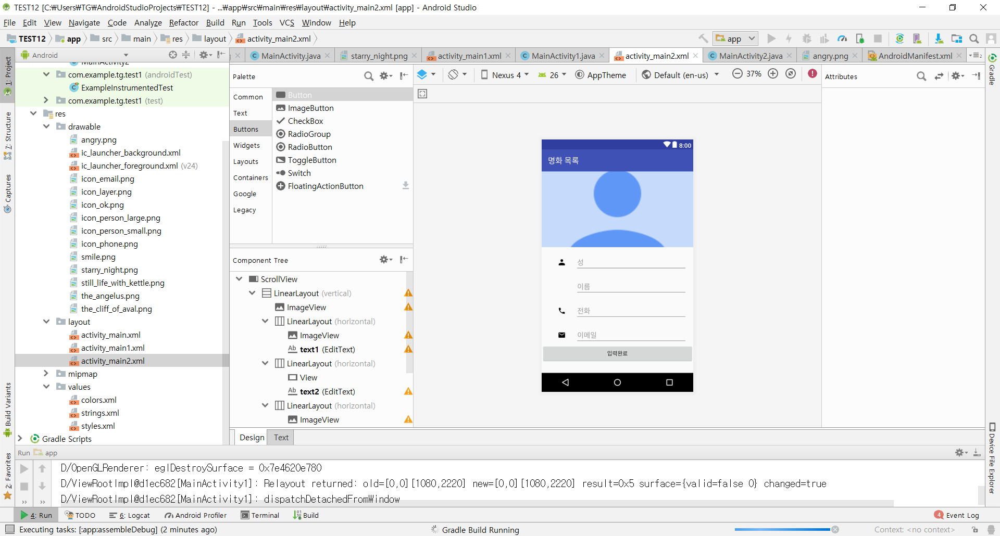 TEST12 [C:₩Users₩TG₩AndroidStudioProjects₩TEST12] - ...₩app₩src₩main₩res₩layout₩activity_main2.xml [app] - Android Studio
File Edit View Navigate Code Analyze Refactor Build Run Tools VCS Window Help
TEST12 app src main res layout activity_main2.xml
app
1: Project
7: Structure
Captures
Build Variants
2: Favorites
Android
MainActivity2
com.example.tg.test1 (androidTest)
ExampleInstrumentedTest
com.example.tg.test1 (test)
res
drawable
angry.png
ic_launcher_background.xml
ic_launcher_foreground.xml (v24)
icon_email.png
icon_layer.png
icon_ok.png
icon_person_large.png
icon_person_small.png
icon_phone.png
smile.png
starry_night.png
still_life_with_kettle.png
the_angelus.png
the_cliff_of_aval.png
layout
activity_main.xml
activity_main1.xml
activity_main2.xml
mipmap
values
colors.xml
strings.xml
styles.xml
Gradle Scripts
MainActivity.java starry_night.png activity_main1.xml MainActivity1.java activity_main2.xml MainActivity2.java angry.png AndroidManifest.xml 2
Palette
Common
Text
Buttons
Widgets
Layouts
Containers
Google
Legacy
Button
ImageButton
CheckBox
RadioGroup
RadioButton
ToggleButton
Switch
FloatingActionButton
Component Tree
ScrollView
LinearLayout (vertical)
ImageView
LinearLayout (horizontal)
ImageView
Ab text1 (EditText)
LinearLayout (horizontal)
View
Ab text2 (EditText)
LinearLayout (horizontal)
ImageView
Design Text
Nexus 4 26 AppTheme Default (en-us) 37%
8:00
명화 목록
성
이름
전화
이메일
입력완료
Attributes
Gradle
Device File Explorer
Run app
D/OpenGLRenderer: eglDestroySurface = 0x7e4620e780
D/ViewRootImpl@d1ec682[MainActivity1]: Relayout returned: old=[0,0][1080,2220] new=[0,0][1080,2220] result=0x5 surface={valid=false 0} changed=true
D/ViewRootImpl@d1ec682[MainActivity1]: dispatchDetachedFromWindow
4: Run TODO 6: Logcat Android Profiler Terminal Build 4 Event Log
Executing tasks: [:app:assembleDebug] (2 minutes ago) Gradle Build Running Context: <no context>